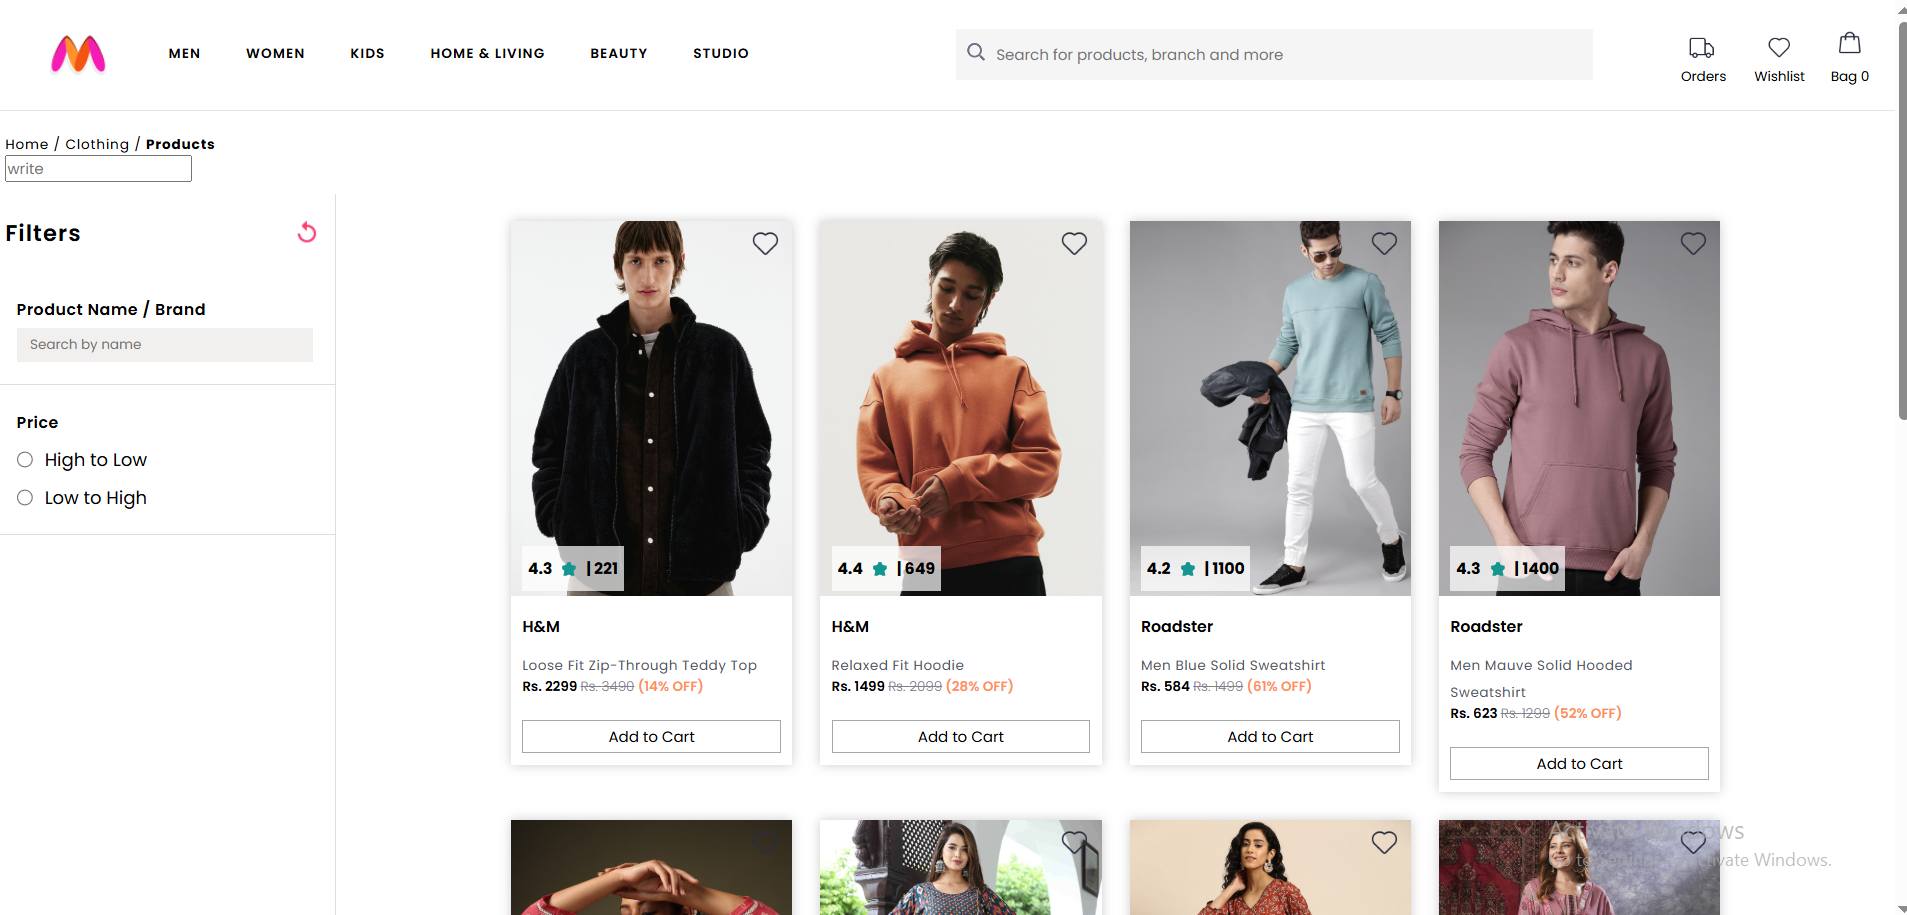 MEN WOMEN KIDS HOME & LIVING BEAUTY STUDIO
Search for products, branch and more
Orders Wishlist Bag 0
Home / Clothing / Products
write
Filters
Product Name / Brand
Search by name
Price
High to Low
Low to High
4.3 | 221
H&M
Loose Fit Zip-Through Teddy Top
Rs. 2299 Rs. 3490 (14% OFF)
Add to Cart
4.4 | 649
H&M
Relaxed Fit Hoodie
Rs. 1499 Rs. 2099 (28% OFF)
Add to Cart
4.2 | 1100
Roadster
Men Blue Solid Sweatshirt
Rs. 584 Rs. 1499 (61% OFF)
Add to Cart
4.3 | 1400
Roadster
Men Mauve Solid Hooded
Sweatshirt
Rs. 623 Rs. 1299 (52% OFF)
Add to Cart
Windows.